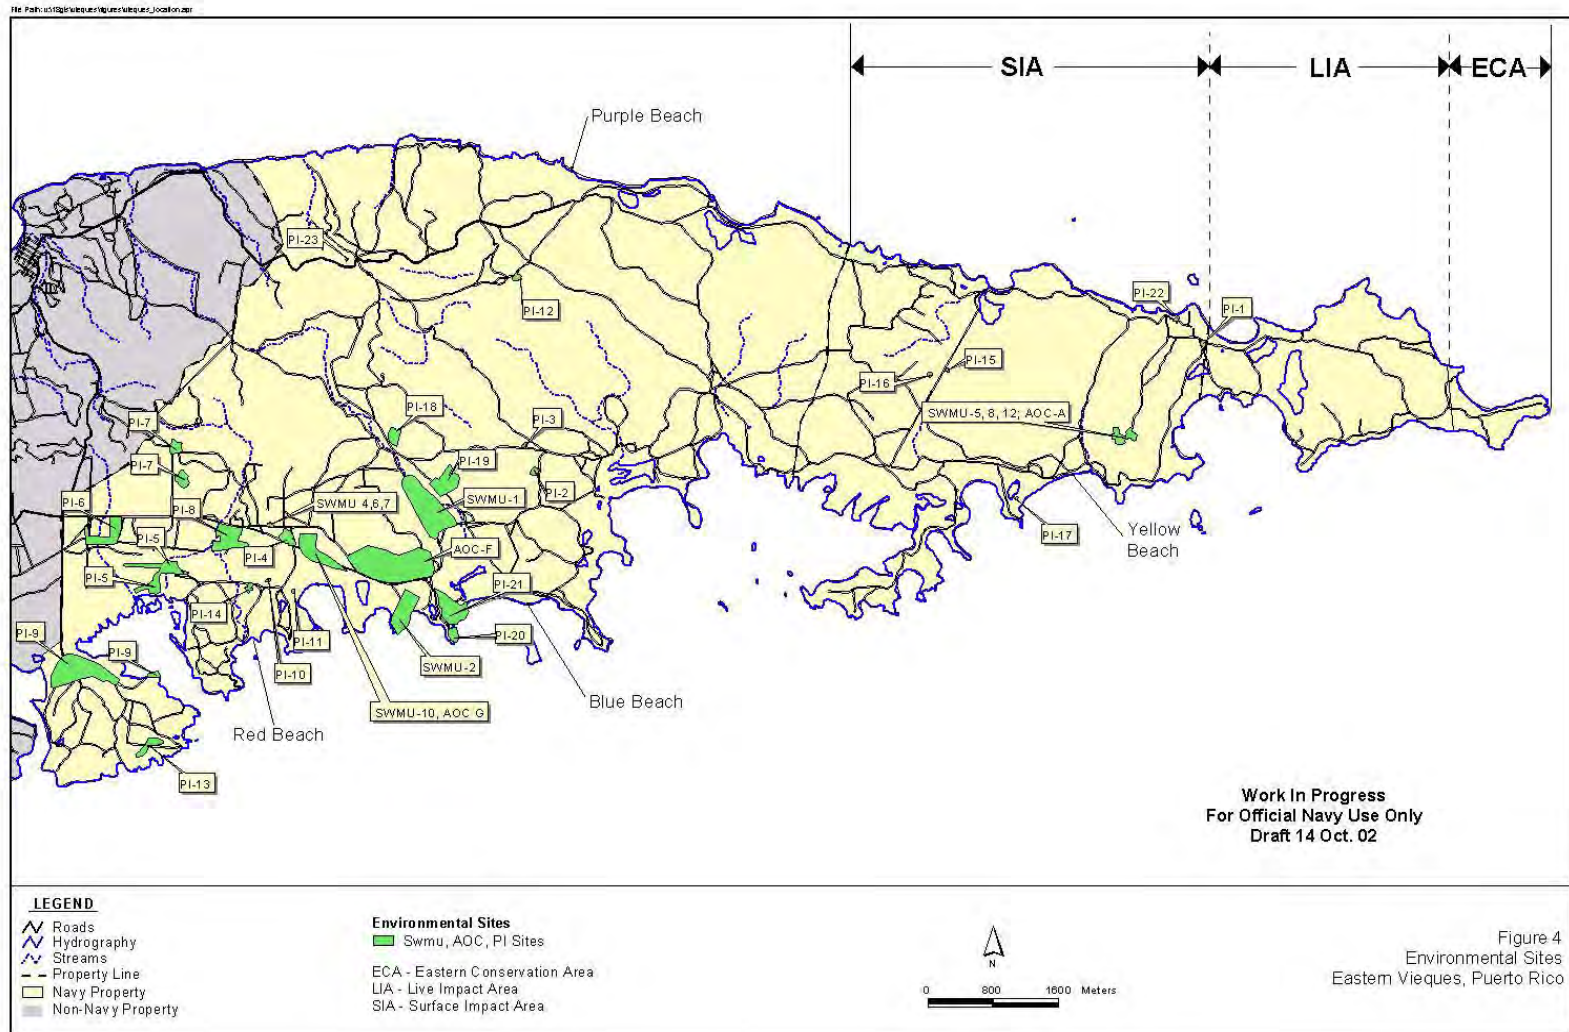 SIA
LIA
ECA
Purple Beach
PI-23
PI-12
PI-22
PI-1
PI-15
PI-16
PI-18
PI-3
SWMU-5, 8, 12; AOC-A
PI-7
PI-7
PI-19
PI-2
PI-6
PI-8
SWMU 4,6,7
SWMU-1
PI-5
PI-4
AOC-F
PI-17
Yellow
Beach
PI-5
PI-21
PI-14
PI-11
PI-20
PI-9
PI-9
PI-10
SWMU-2
SWMU-10, AOC G
Blue Beach
Red Beach
PI-13
Work In Progress
For Official Navy Use Only
Draft 14 Oct. 02
LEGEND
Roads
Hydrography
Streams
Property Line
Navy Property
Non-Navy Property
Environmental Sites
Swmu, AOC, PI Sites
ECA - Eastern Conservation Area
LIA - Live Impact Area
SIA - Surface Impact Area
N
0 800 1600 Meters
Figure 4
Environmental Sites
Eastern Vieques, Puerto Rico